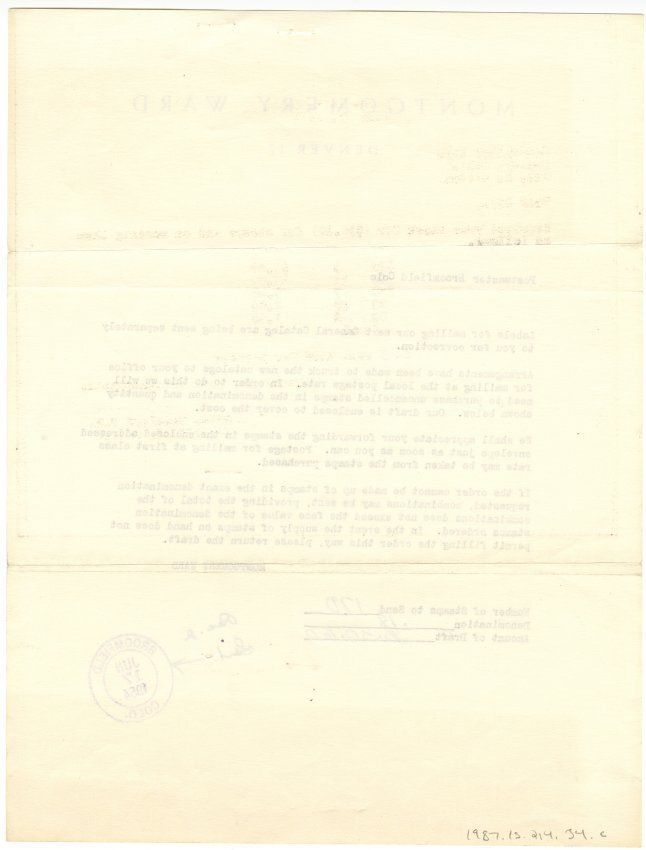 MONTGOMERY WARD
DENVER
Postmaster Broomfield Colo
Labels for mailing our next General Catalog are being sent separately
to you for correction.
Arrangements have been made to truck the new catalogs to your office
for mailing at the local postage rate. In order to do this we will
need to purchase uncancelled stamps in the denomination and quantity
shown below. Our draft is enclosed to cover the cost.
We shall appreciate your forwarding the stamps in the enclosed addressed
envelope just as soon as you can. Postage for mailing at first class
rate may be taken from the stamps purchased.
If the order cannot be made up of stamps in the exact denomination
requested, combinations may be sent, providing the total of the
combinations does not exceed the face value of the denomination
stamps ordered. In the event the supply of stamps on hand does not
permit filling the order this way, please return the draft.
MONTGOMERY WARD
Number of Stamps to Send 170
Denomination
Amount of Draft
BROOMFIELD
JUN
COLO.
1987.15.214.34.c